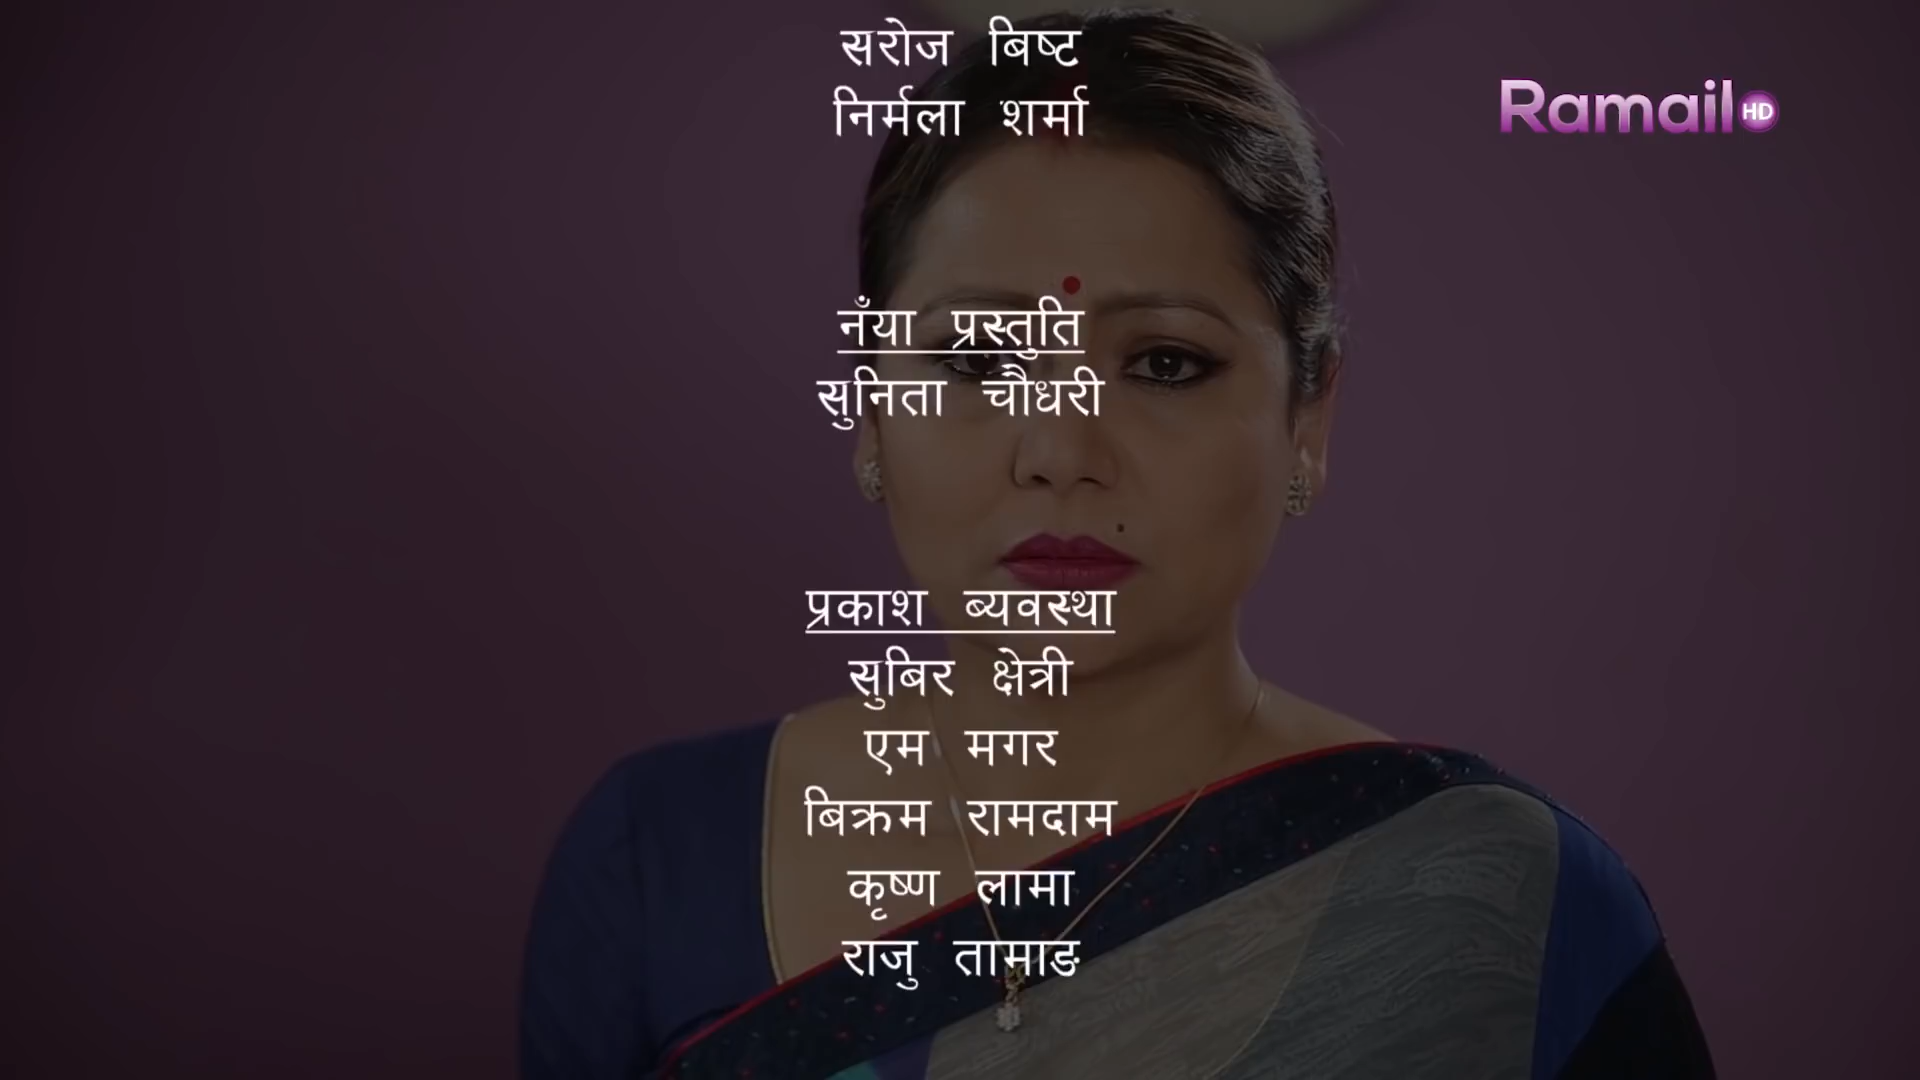 सरोज बिष्ट
निर्मला शर्मा
Ramail HD
नँया प्रस्तुति
सुनिता चौधरी
प्रकाश ब्यवस्था
सुबिर क्षेत्री
एम मगर
बिक्रम रामदाम
कृष्ण लामा
राजु तामाङ